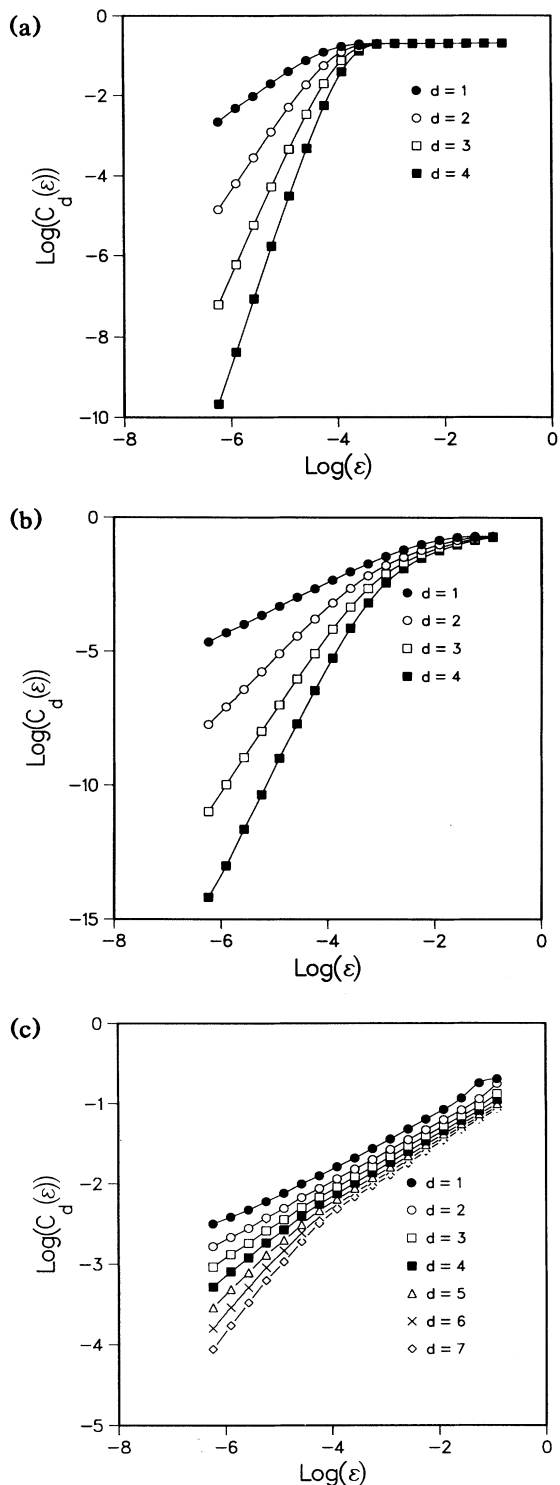 (a)
0
−2
−4
−6
−8
−10
Log(C_d(ε))
d = 1
d = 2
d = 3
d = 4
−8
−6
−4
−2
0
Log(ε)
(b)
0
−5
−10
−15
Log(C_d(ε))
d = 1
d = 2
d = 3
d = 4
−8
−6
−4
−2
0
Log(ε)
(c)
0
−1
−2
−3
−4
−5
Log(C_d(ε))
d = 1
d = 2
d = 3
d = 4
d = 5
d = 6
d = 7
−8
−6
−4
−2
0
Log(ε)